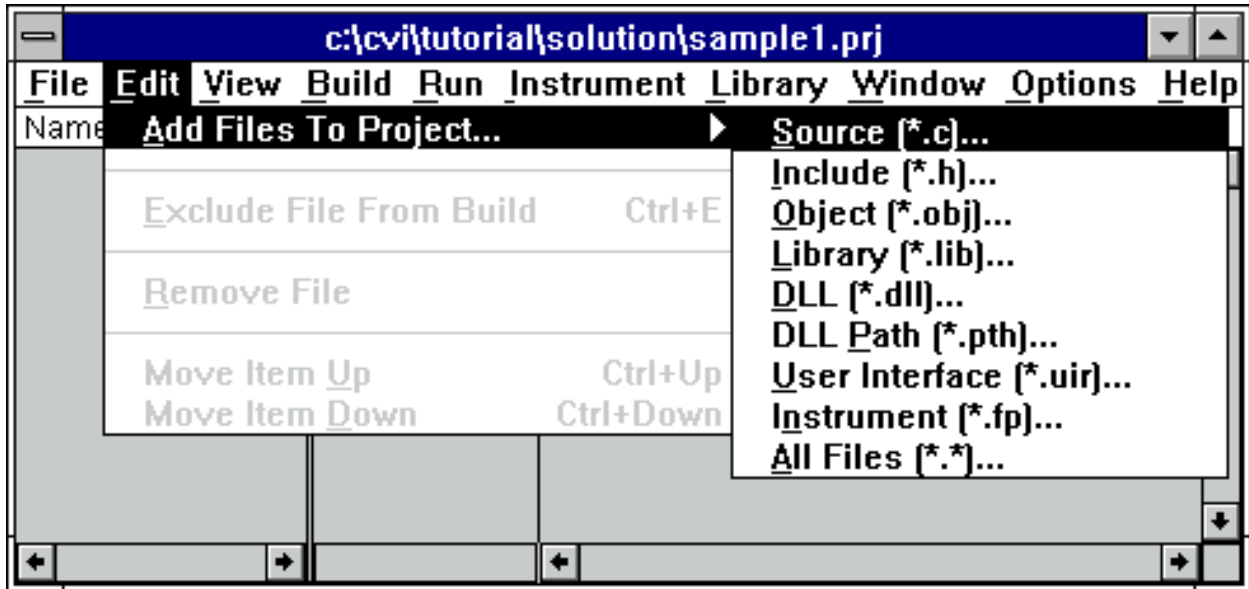 c:\cvi\tutorial\solution\sample1.prj
File Edit View Build Run Instrument Library Window Options Help
Name
Add Files To Project...
Exclude File From Build Ctrl+E
Remove File
Move Item Up Ctrl+Up
Move Item Down Ctrl+Down
Source (*.c)...
Include (*.h)...
Object (*.obj)...
Library (*.lib)...
DLL (*.dll)...
DLL Path (*.pth)...
User Interface (*.uir)...
Instrument (*.fp)...
All Files (*.*)...